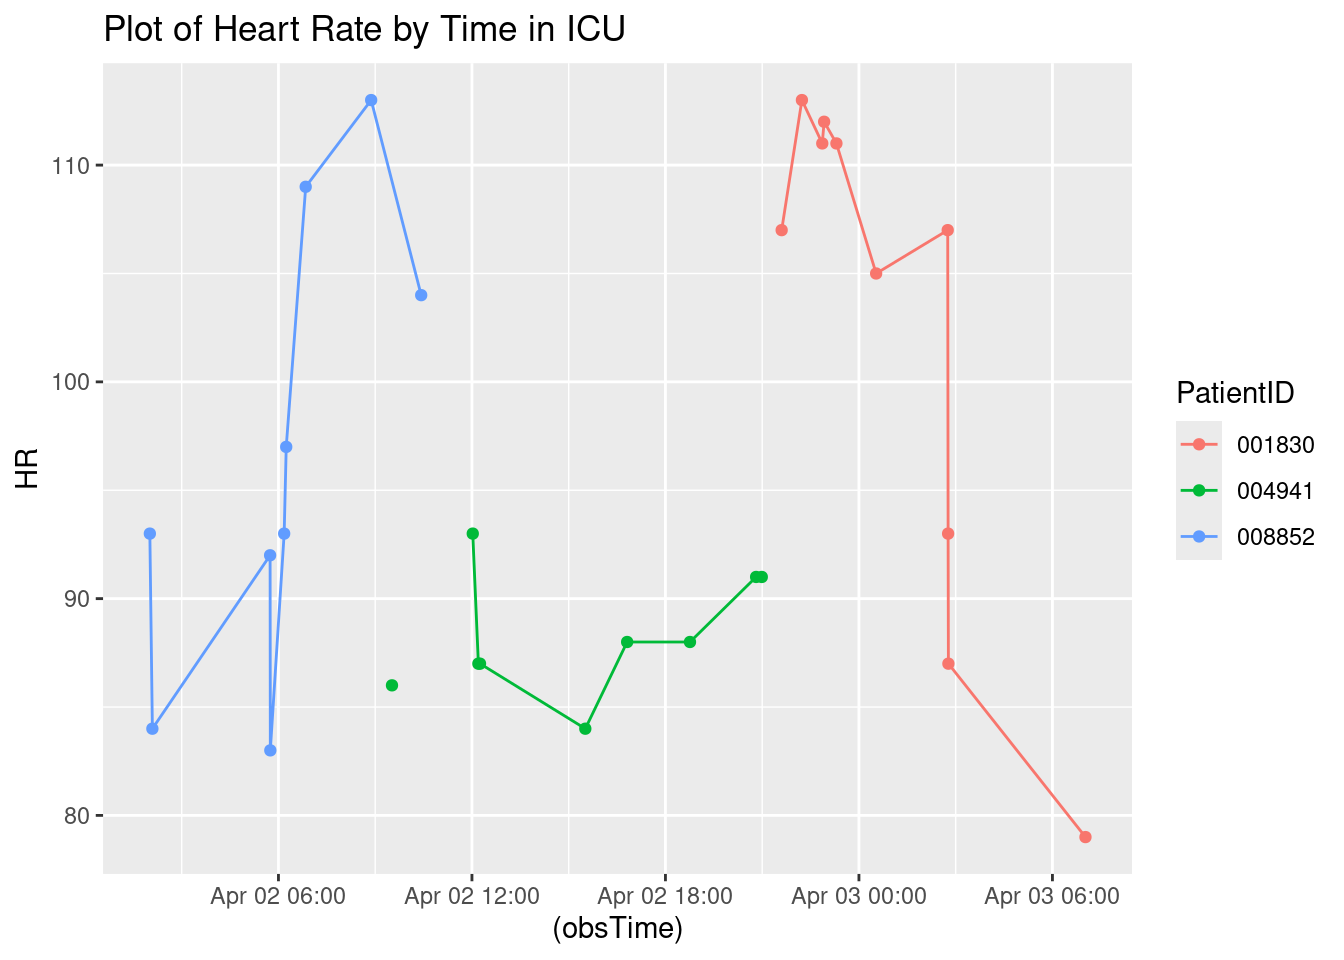 Plot of Heart Rate by Time in ICU
110
100
90
80
HR
Apr 02 06:00
Apr 02 12:00
Apr 02 18:00
Apr 03 00:00
Apr 03 06:00
(obsTime)
PatientID
001830
004941
008852